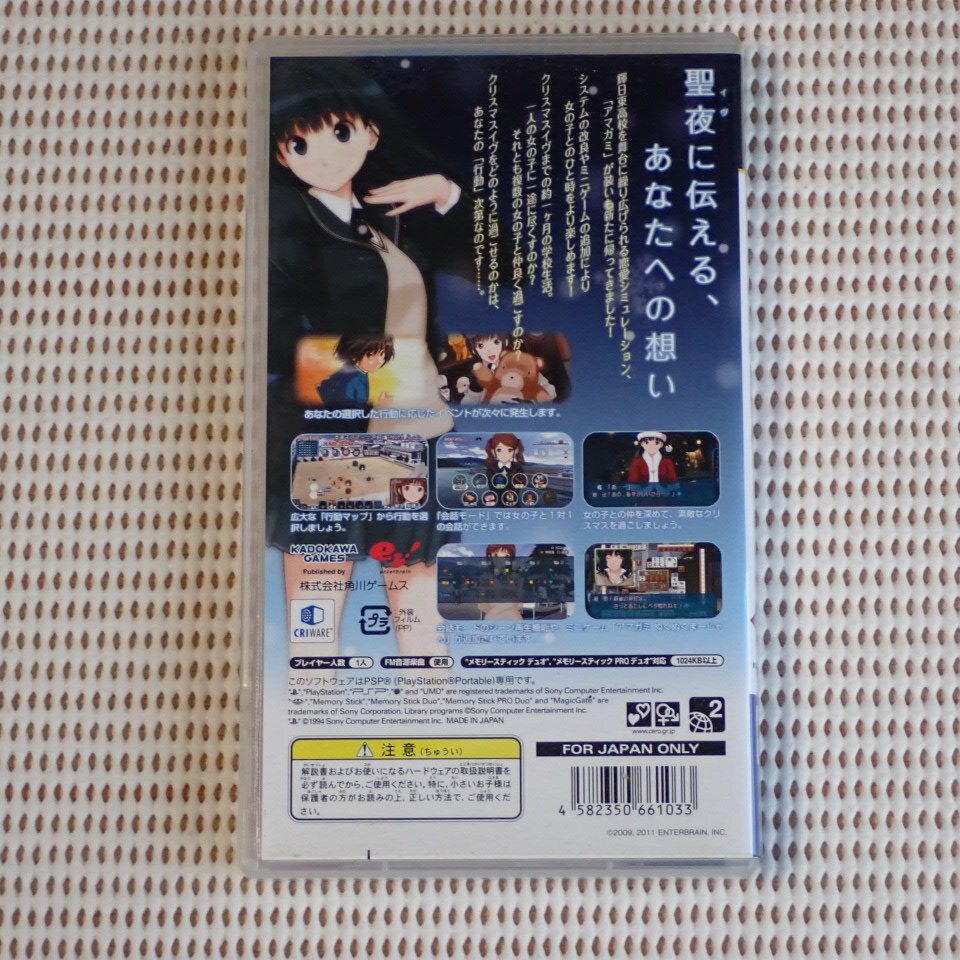 聖夜に伝える、
イヴ
あなたへの想い
輝日東高校を舞台に繰り広げられる恋愛シミュレーション、
「アマガミ」が装いも新たに帰ってきました!
システムの改良やミニゲームの追加により
女の子とのひと時をより楽しめます!
クリスマスイヴまでの約一ヶ月の学校生活。
一人の女の子に一途に尽くすのか?
それとも複数の女の子と仲良く過ごすのか?
クリスマスイヴをどのように過ごせるのかは、
あなたの「行動」次第なのです……。
あなたの選択した行動に応じたイベントが次々に発生します。
広大な「行動マップ」から行動を選
択しましょう。
「会話モード」では女の子と1対1
の会話ができます。
女の子との仲を深めて、素敵なクリ
スマスを過ごしましょう。
KADOKAWA
GAMES
Published by
株式会社角川ゲームス
eb!
enterbrain
CRIWARE
プラ
外装
フィルム
(PP)
プレイヤー人数 1人 FM音源楽曲 使用 "メモリースティック デュオ"、"メモリースティック PRO デュオ"対応 1024KB以上
このソフトウェアはPSP® (PlayStation®Portable)専用です。
"PlayStation","PSP" and "UMD" are registered trademarks of Sony Computer Entertainment Inc.
"Memory Stick","Memory Stick Duo","Memory Stick PRO Duo" and "MagicGate" are
trademarks of Sony Corporation. Library programs ©Sony Computer Entertainment Inc.
©1994 Sony Computer Entertainment Inc. MADE IN JAPAN
2
www.cero.gr.jp
FOR JAPAN ONLY
注意(ちゅうい)
解説書およびお使いになるハードウェアの取扱説明書を
必ず読んでから、ご使用ください。特に、小さいお子様は
保護者の方がお読みの上、正しい方法で、ご使用くだ
さい。
4 582350 661033
©2009, 2011 ENTERBRAIN, INC.